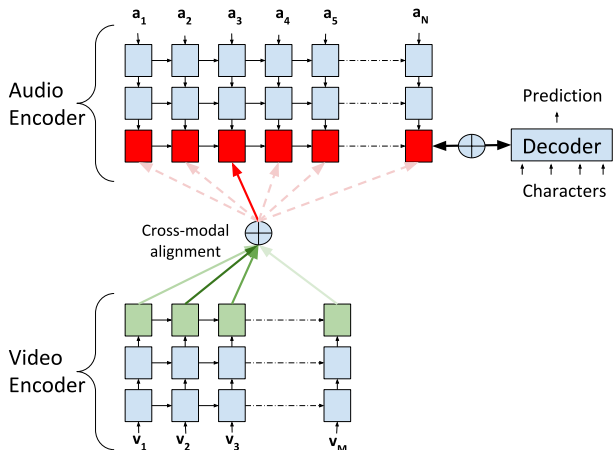 a1 a2 a3 a4 a5 aN
Audio
Encoder
Prediction
Decoder
Characters
Cross-modal
alignment
Video
Encoder
v1 v2 v3 vM